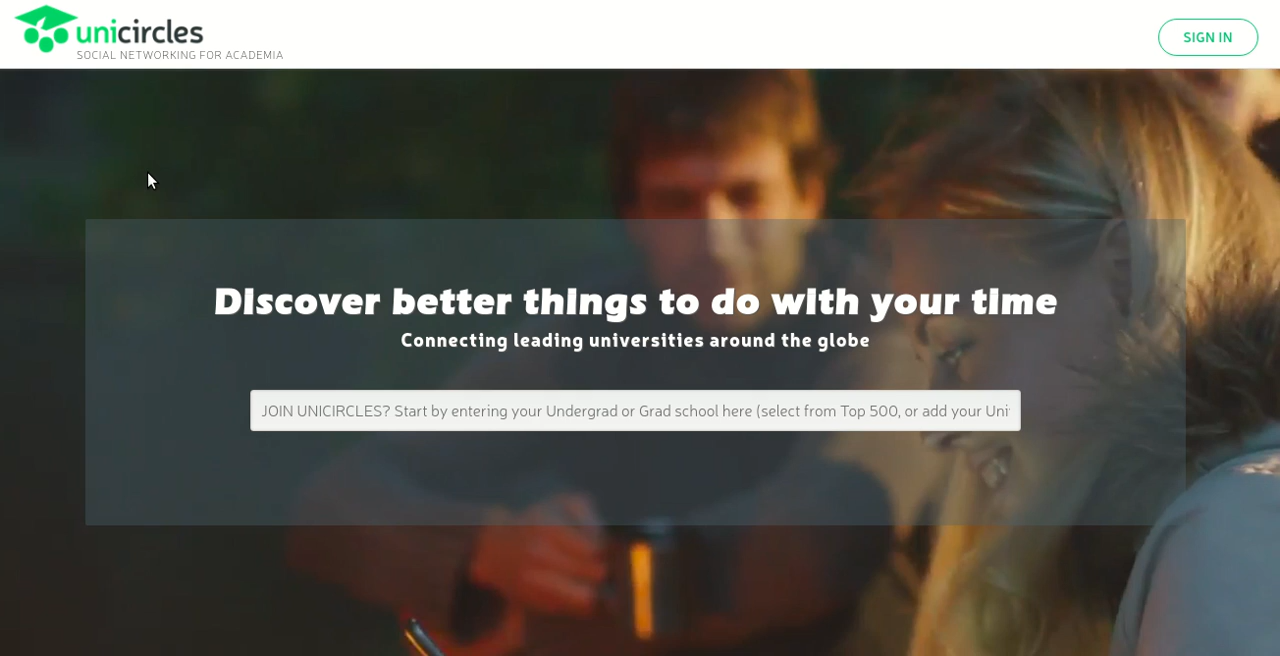 unicircles
SOCIAL NETWORKING FOR ACADEMIA
SIGN IN
Discover better things to do with your time
Connecting leading universities around the globe
JOIN UNICIRCLES? Start by entering your Undergrad or Grad school here (select from Top 500, or add your Uni